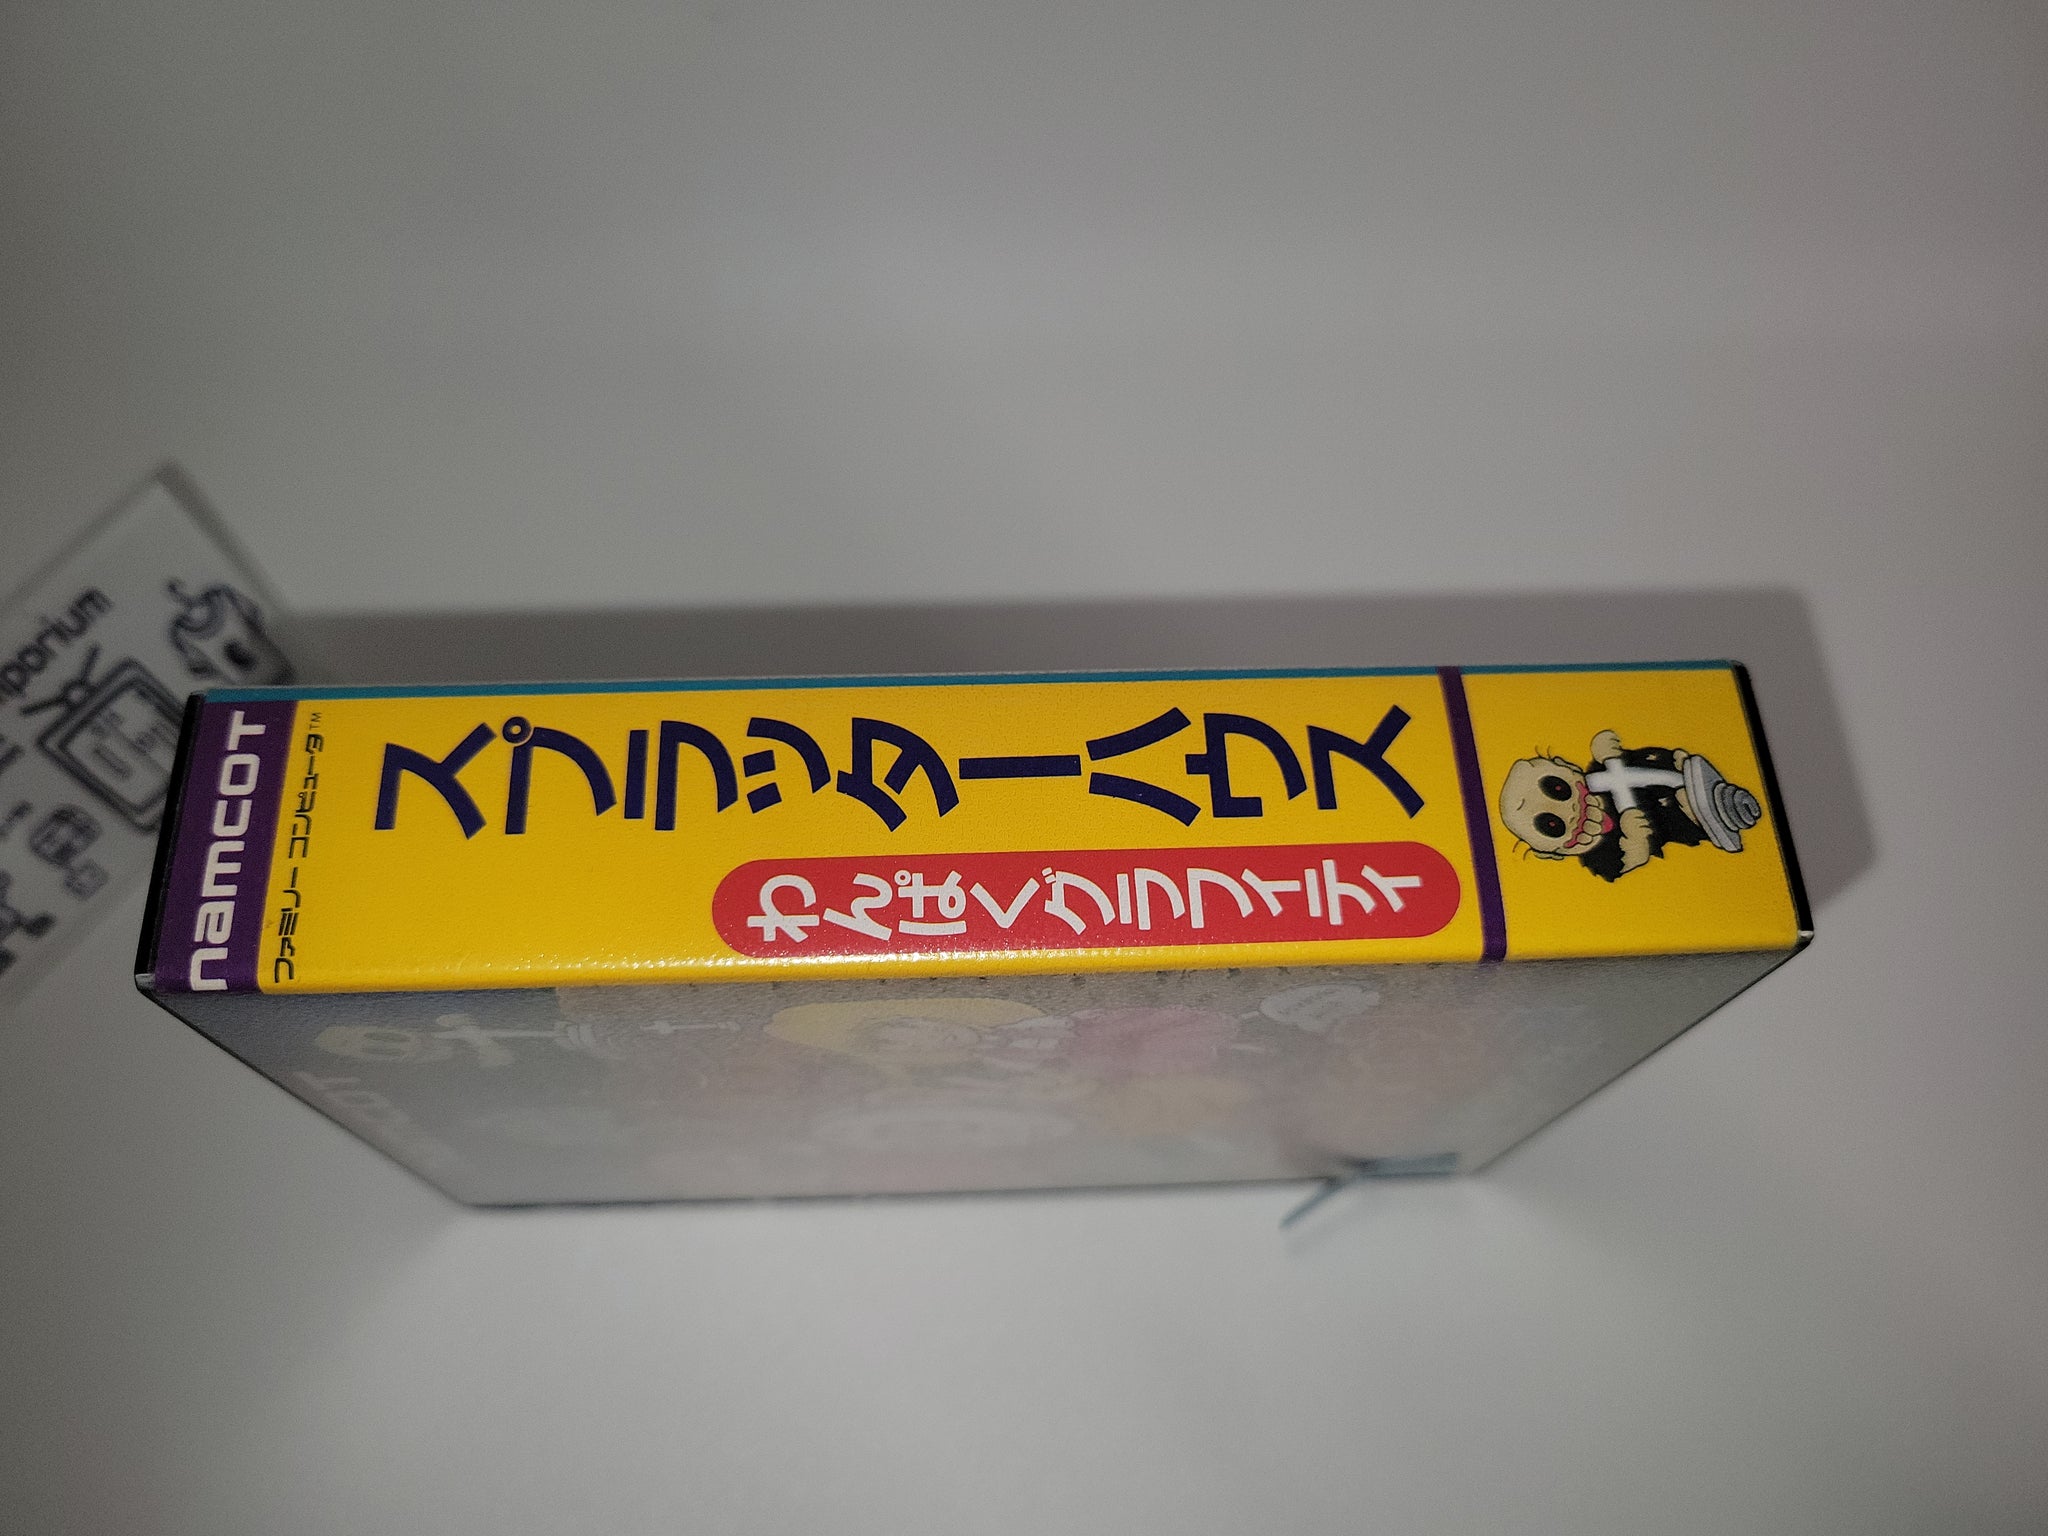 namcot
ファミリー コンピュータ™
スプラッターハウス
わんぱくグラフィティ